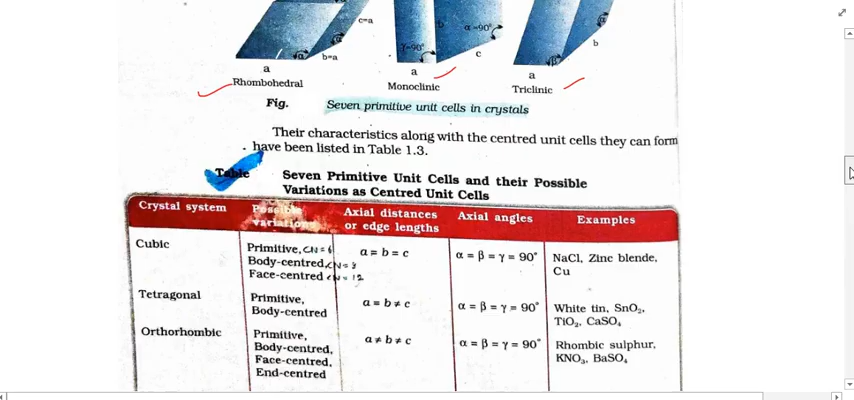 c=a
b=a
a
Rhombohedral
γ=90°
b
α=90°
c
a
Monoclinic
α
b
β
a
Triclinic
Fig. Seven primitive unit cells in crystals
Their characteristics along with the centred unit cells they can form
have been listed in Table 1.3.
Table Seven Primitive Unit Cells and their Possible
Variations as Centred Unit Cells
Crystal system Possible variations Axial distances or edge lengths Axial angles Examples
Cubic
Primitive, CN = 6
Body-centred, CN = 8
Face-centred CN = 12
a = b = c
α = β = γ = 90°
NaCl, Zinc blende,
Cu
Tetragonal
Primitive,
Body-centred
a = b ≠ c
α = β = γ = 90°
White tin, SnO₂,
TiO₂, CaSO₄
Orthorhombic
Primitive,
Body-centred,
Face-centred,
End-centred
a ≠ b ≠ c
α = β = γ = 90°
Rhombic sulphur,
KNO₃, BaSO₄